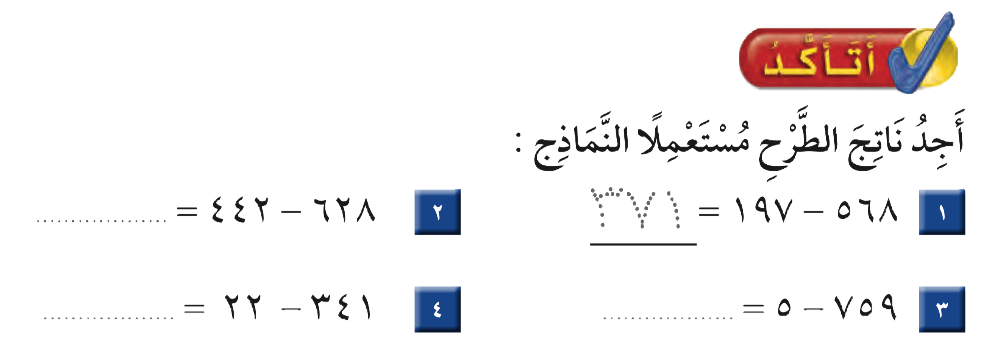 أَتَأَكَّدُ
أَجِدُ نَاتِجَ الطَّرْحِ مُسْتَعْمِلًا النَّمَاذِج :
١ ٥٦٨ – ١٩٧ = ٣٧١
٢ ٦٢٨ – ٤٤٢ = ..................
٣ ٧٥٩ – ٥ = ..................
٤ ٣٤١ – ٢٢ = ..................